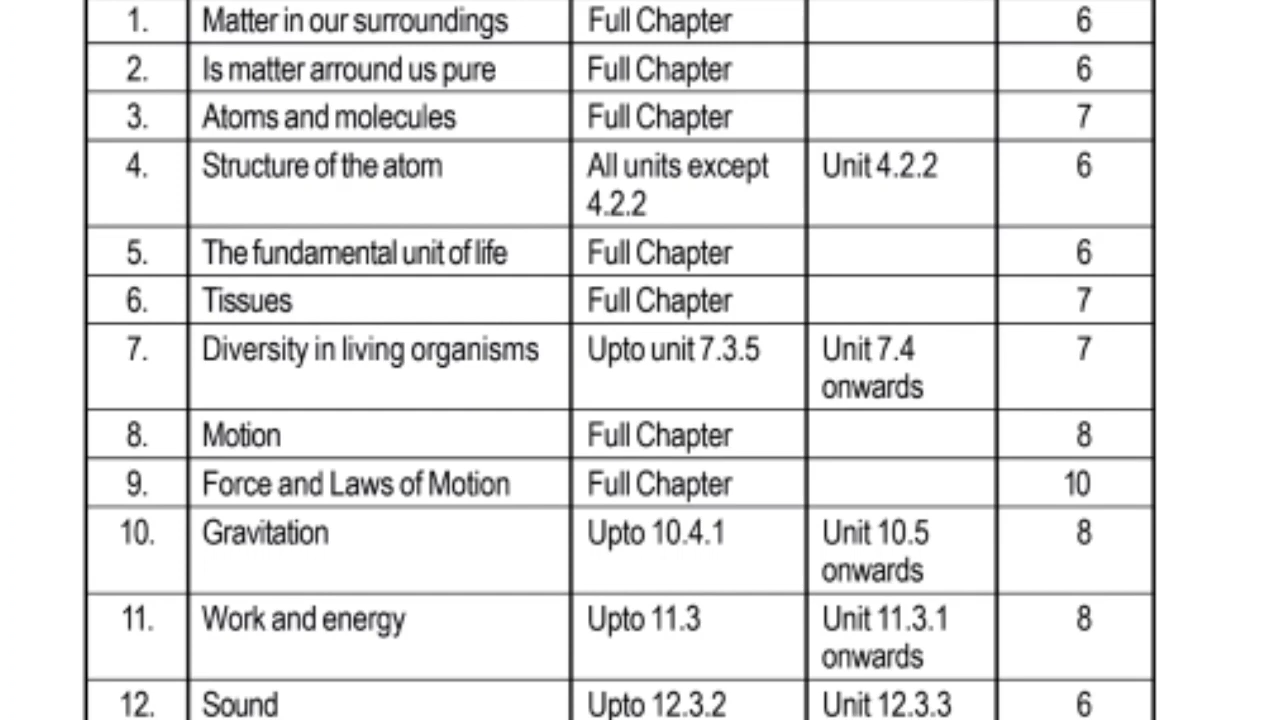 1. Matter in our surroundings Full Chapter 6
2. Is matter arround us pure Full Chapter 6
3. Atoms and molecules Full Chapter 7
4. Structure of the atom All units except Unit 4.2.2 6
4.2.2
5. The fundamental unit of life Full Chapter 6
6. Tissues Full Chapter 7
7. Diversity in living organisms Upto unit 7.3.5 Unit 7.4 7
onwards
8. Motion Full Chapter 8
9. Force and Laws of Motion Full Chapter 10
10. Gravitation Upto 10.4.1 Unit 10.5 8
onwards
11. Work and energy Upto 11.3 Unit 11.3.1 8
onwards
12. Sound Upto 12.3.2 Unit 12.3.3 6